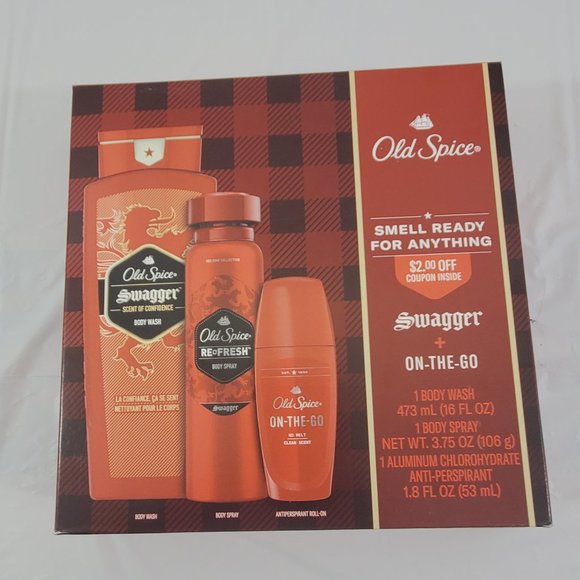 Old Spice®
SMELL READY
FOR ANYTHING
$2.00 OFF
COUPON INSIDE
Swagger
+
ON-THE-GO
1 BODY WASH
473 mL (16 FL OZ)
1 BODY SPRAY
NET WT. 3.75 OZ (106 g)
1 ALUMINUM CHLOROHYDRATE
ANTI-PERSPIRANT
1.8 FL OZ (53 mL)
Old Spice
Swagger
SCENT OF CONFIDENCE
BODY WASH
LA CONFIANCE, ÇA SE SENT
NETTOYANT POUR LE CORPS
Old Spice
RE-FRESH
BODY SPRAY
Swagger
Old Spice
ON-THE-GO
NO MELT
CLEAN SCENT
BODY WASH
BODY SPRAY
ANTIPERSPIRANT ROLL-ON